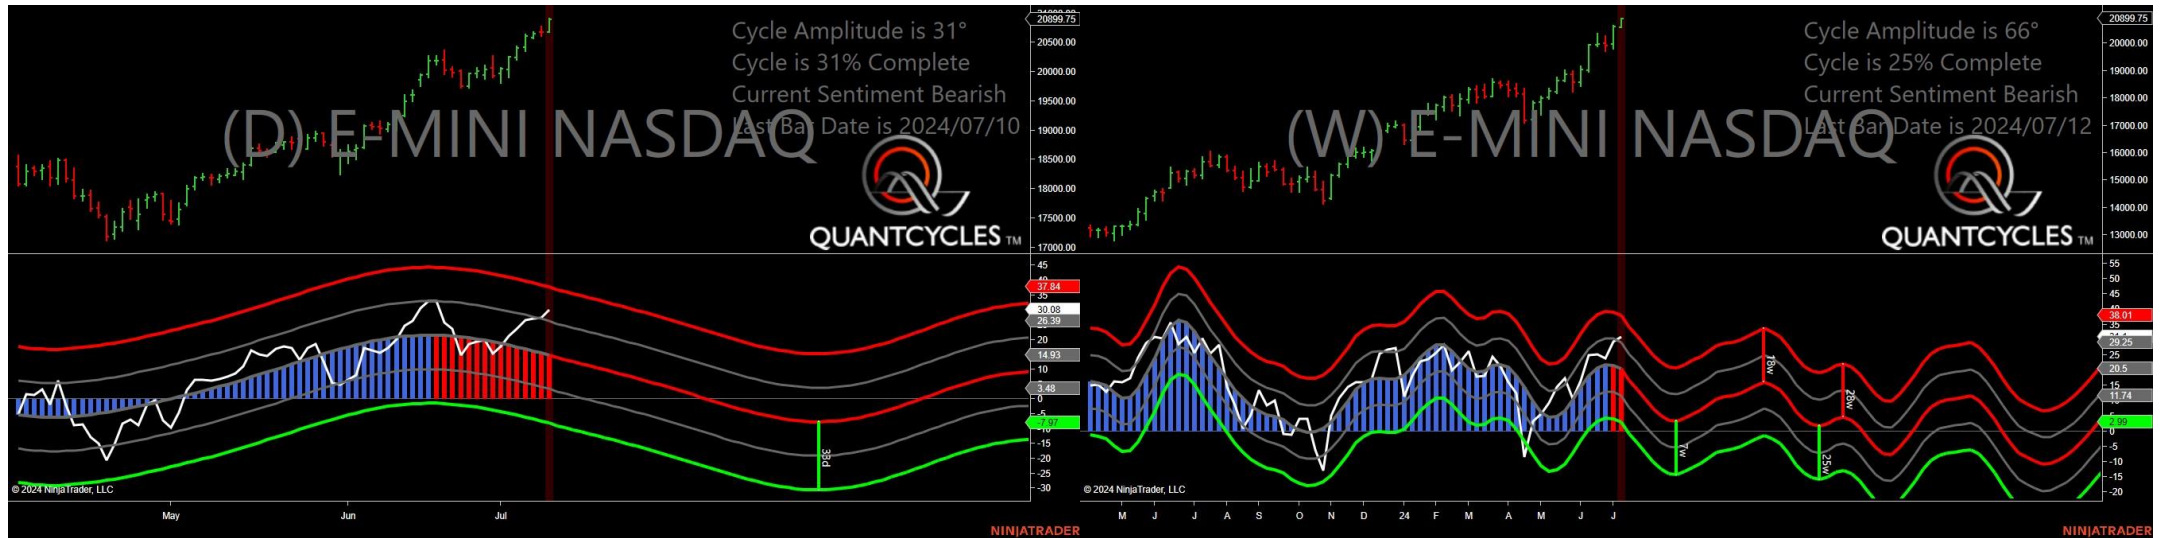 Cycle Amplitude is 31°
Cycle is 31% Complete
Current Sentiment Bearish
Last Bar Date is 2024/07/10
(D) E-MINI NASDAQ
QUANTCYCLES TM
20899.75
20500.00
20000.00
19500.00
19000.00
18500.00
18000.00
17500.00
17000.00
45
37.84
35
30.08
26.39
20
14.93
10
3.48
0
-5
-7.97
-15
-20
-25
-30
38d
© 2024 NinjaTrader, LLC
May Jun Jul
NINJATRADER
Cycle Amplitude is 66°
Cycle is 25% Complete
Current Sentiment Bearish
Last Bar Date is 2024/07/12
(W) E-MINI NASDAQ
QUANTCYCLES TM
20899.75
20000.00
19000.00
18000.00
17000.00
16000.00
15000.00
14000.00
13000.00
55
50
45
38.01
35
29.25
25
20.5
15
11.74
2.99
0
-5
-10
-15
-20
18w
28w
7w
25w
© 2024 NinjaTrader, LLC
M J J A S O N D 24 F M A M J J
NINJATRADER